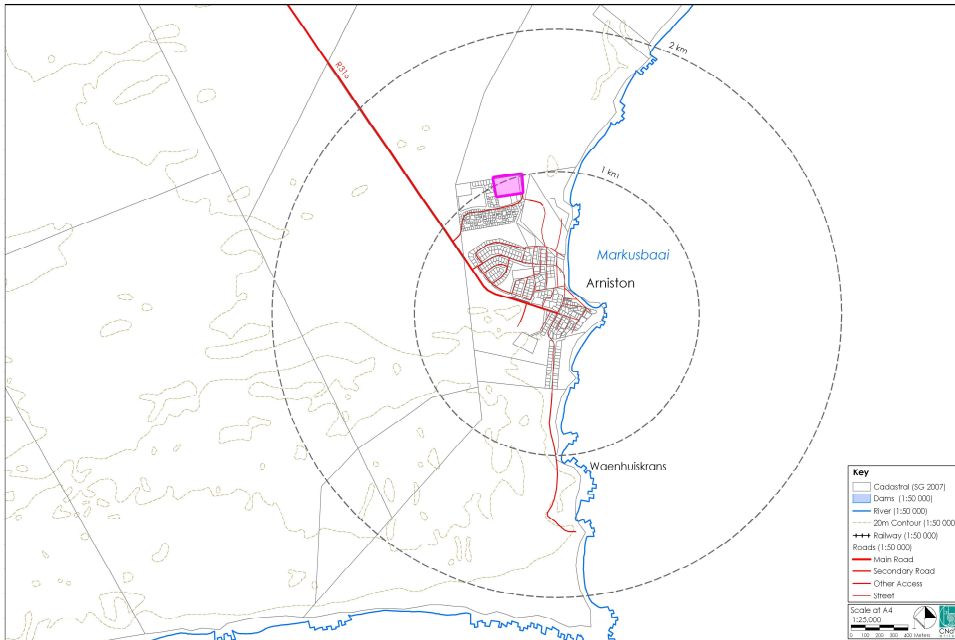 2 km
R316
1 km
Markusbaai
Arniston
Waenhuiskrans
Key
Cadastral (SG 2007)
Dams (1:50 000)
River (1:50 000)
20m Contour (1:50 000
Railway (1:50 000)
Roads (1:50 000)
Main Road
Secondary Road
Other Access
Street
Scale at A4
1:25,000
0 100 200 300 400 Meters